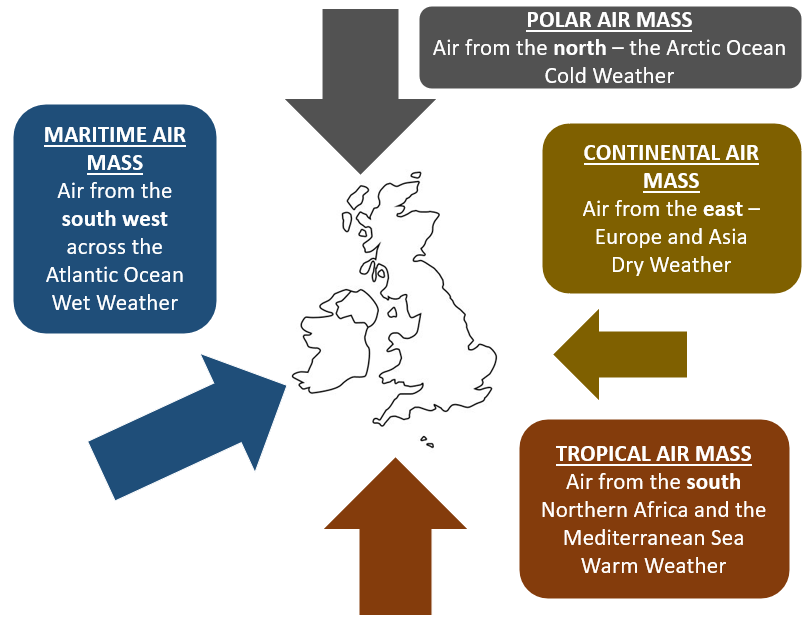 POLAR AIR MASS
Air from the north – the Arctic Ocean
Cold Weather
MARITIME AIR
MASS
Air from the
south west
across the
Atlantic Ocean
Wet Weather
CONTINENTAL AIR
MASS
Air from the east –
Europe and Asia
Dry Weather
TROPICAL AIR MASS
Air from the south
Northern Africa and the
Mediterranean Sea
Warm Weather